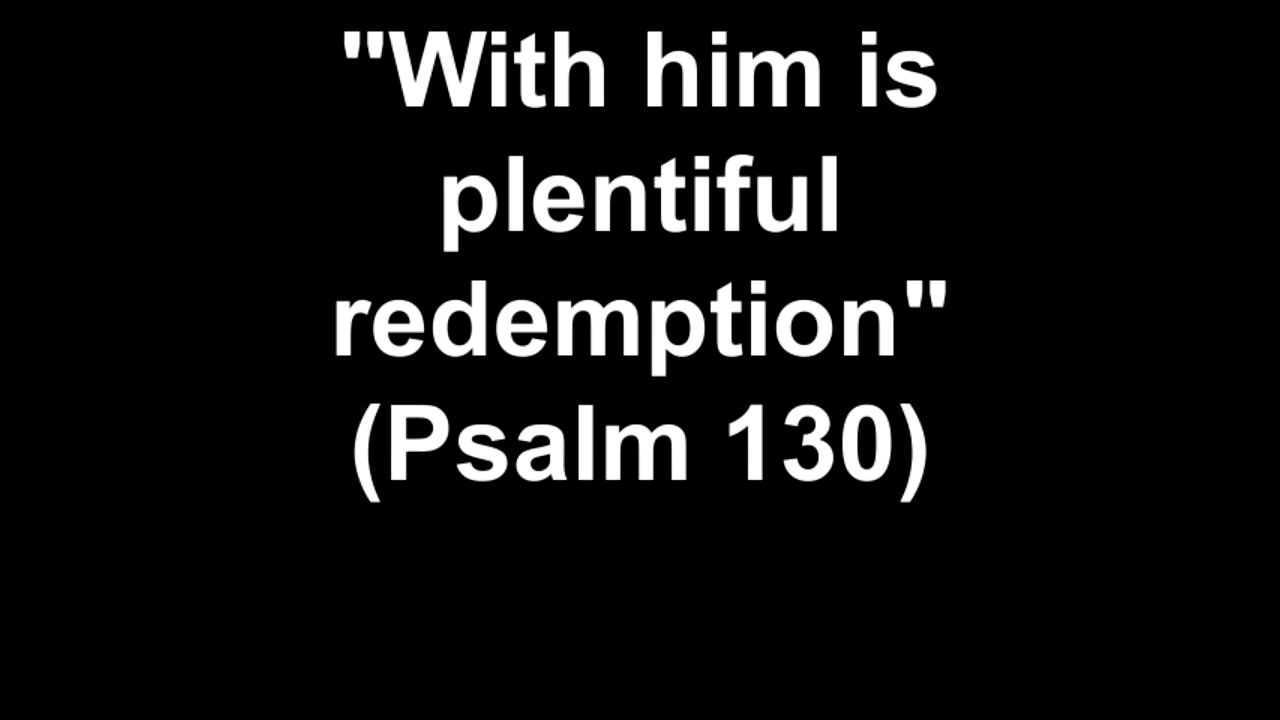 "With him is
plentiful
redemption"
(Psalm 130)